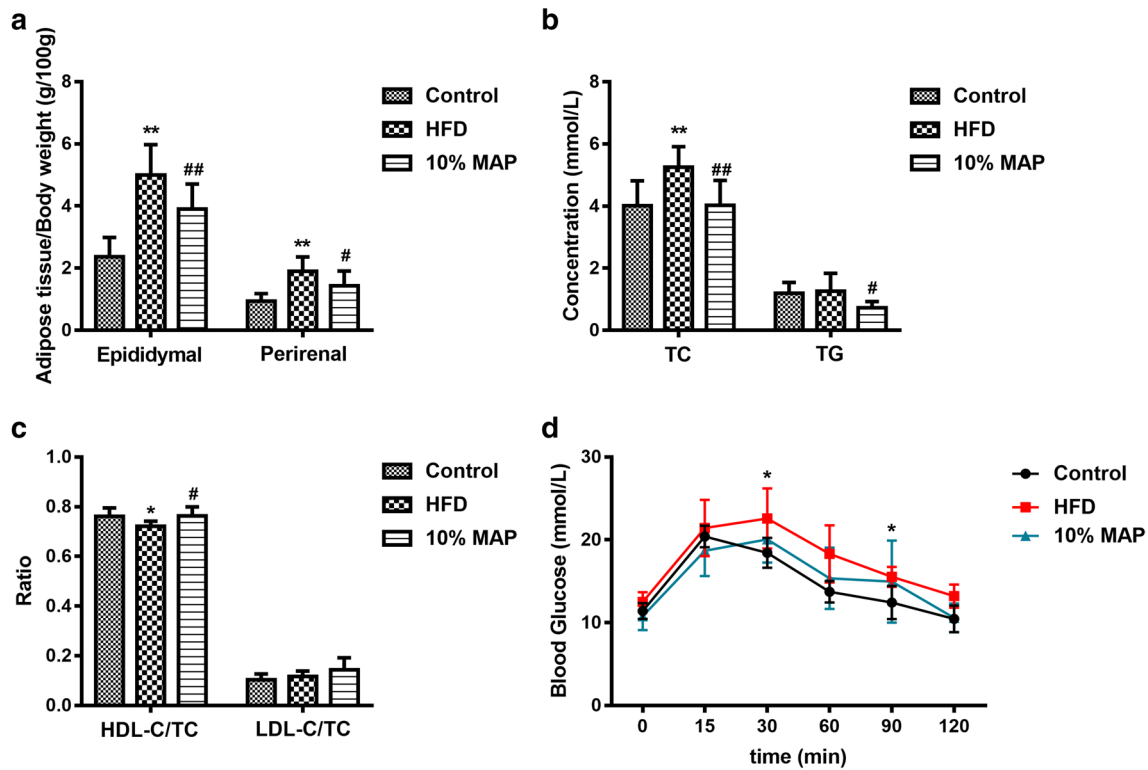 a
Adipose tissue/Body weight (g/100g)
8
6
4
2
0
**
##
**
#
Epididymal
Perirenal
Control
HFD
10% MAP
b
Concentration (mmol/L)
8
6
4
2
0
**
##
#
TC
TG
Control
HFD
10% MAP
c
Ratio
1.0
0.8
0.6
0.4
0.2
0.0
*
#
HDL-C/TC
LDL-C/TC
Control
HFD
10% MAP
d
Blood Glucose (mmol/L)
30
20
10
0
*
*
0 15 30 60 90 120
time (min)
Control
HFD
10% MAP